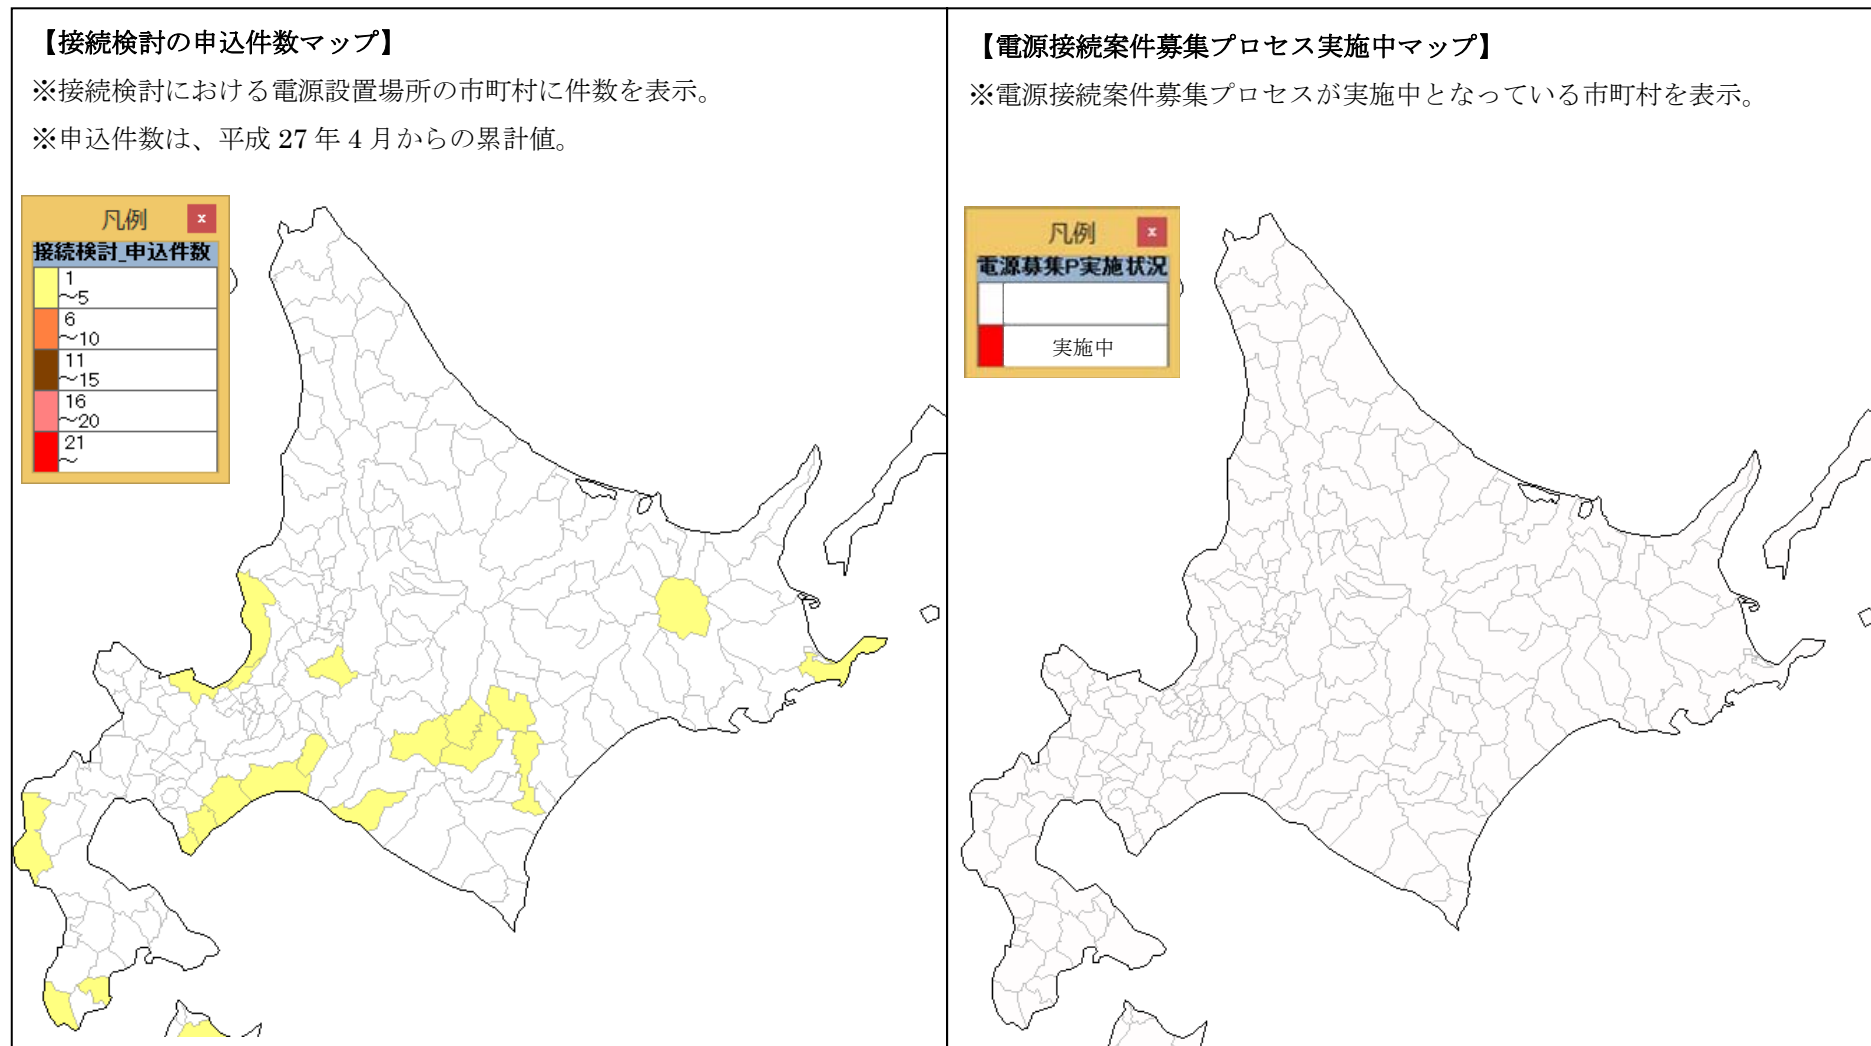 【接続検討の申込件数マップ】
※接続検討における電源設置場所の市町村に件数を表示。
※申込件数は、平成 27 年 4 月からの累計値。
凡例
x
接続検討_申込件数
1
～5
6
～10
11
～15
16
～20
21
～
【電源接続案件募集プロセス実施中マップ】
※電源接続案件募集プロセスが実施中となっている市町村を表示。
凡例
x
電源募集P実施状況
実施中